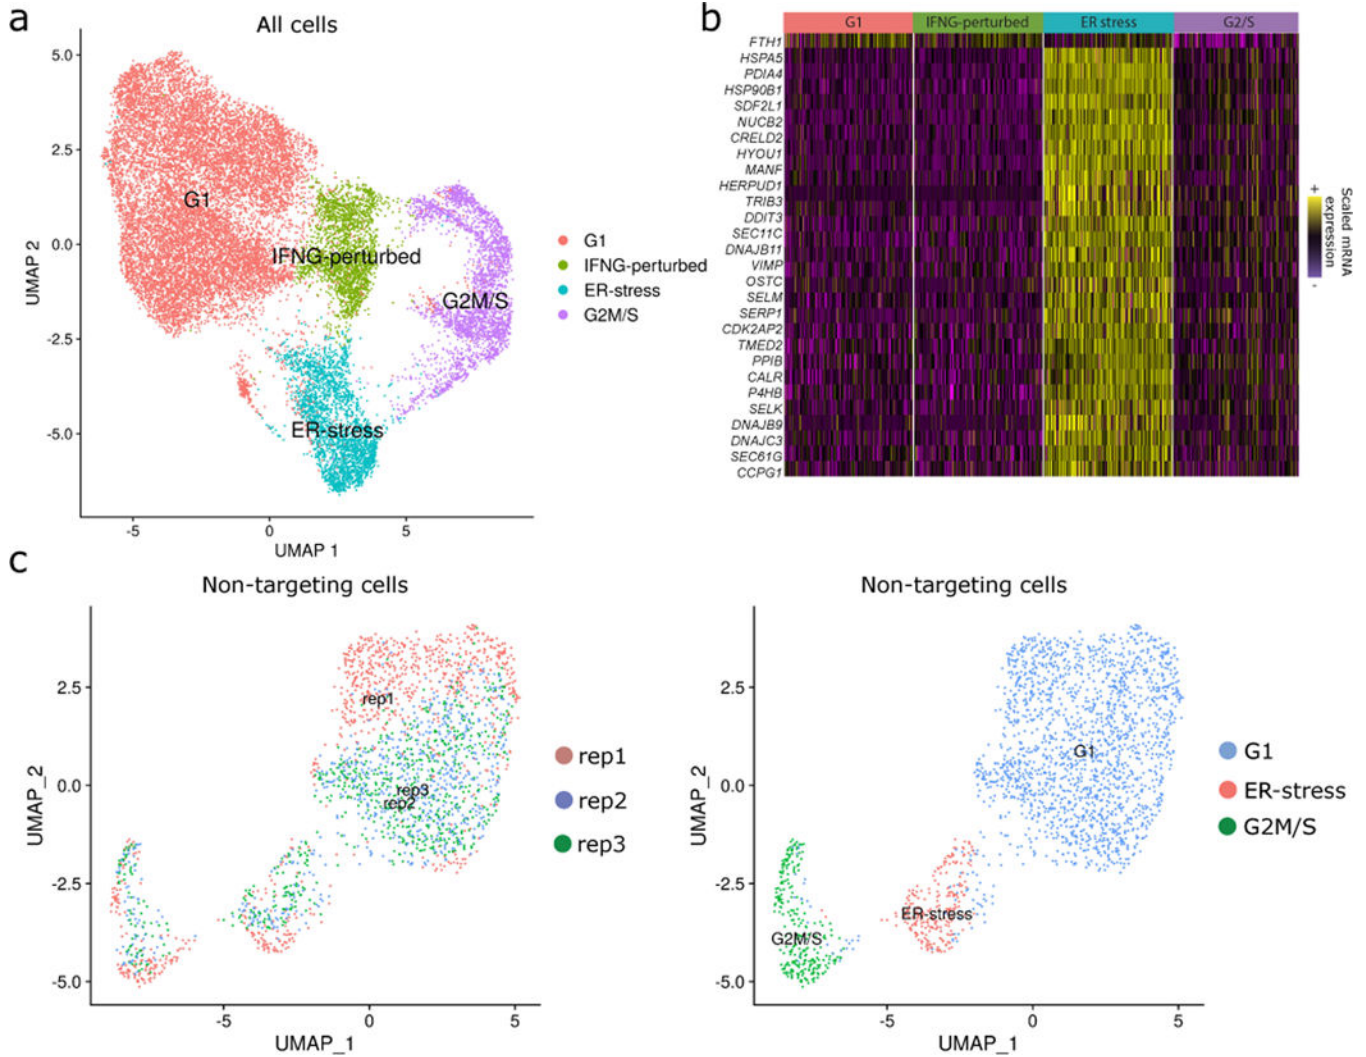 a
All cells
5.0
2.5
0.0
-2.5
-5.0
-5
0
5
UMAP 2
UMAP 1
G1
IFNG-perturbed
G2M/S
ER-stress
G1
IFNG-perturbed
ER-stress
G2M/S
b
G1
IFNG-perturbed
ER stress
G2/S
FTH1
HSPA5
PDIA4
HSP90B1
SDF2L1
NUCB2
CRELD2
HYOU1
MANF
HERPUD1
TRIB3
DDIT3
SEC11C
DNAJB11
VIMP
OSTC
SELM
SERP1
CDK2AP2
TMED2
PPIB
CALR
P4HB
SELK
DNAJB9
DNAJC3
SEC61G
CCPG1
+
-
Scaled mRNA
expression
c
Non-targeting cells
2.5
0.0
-2.5
-5.0
-5
0
5
UMAP_2
UMAP_1
rep1
rep3
rep2
rep1
rep2
rep3
Non-targeting cells
2.5
0.0
-2.5
-5.0
-5
0
5
UMAP_2
UMAP_1
G1
ER-stress
G2M/S
G1
ER-stress
G2M/S